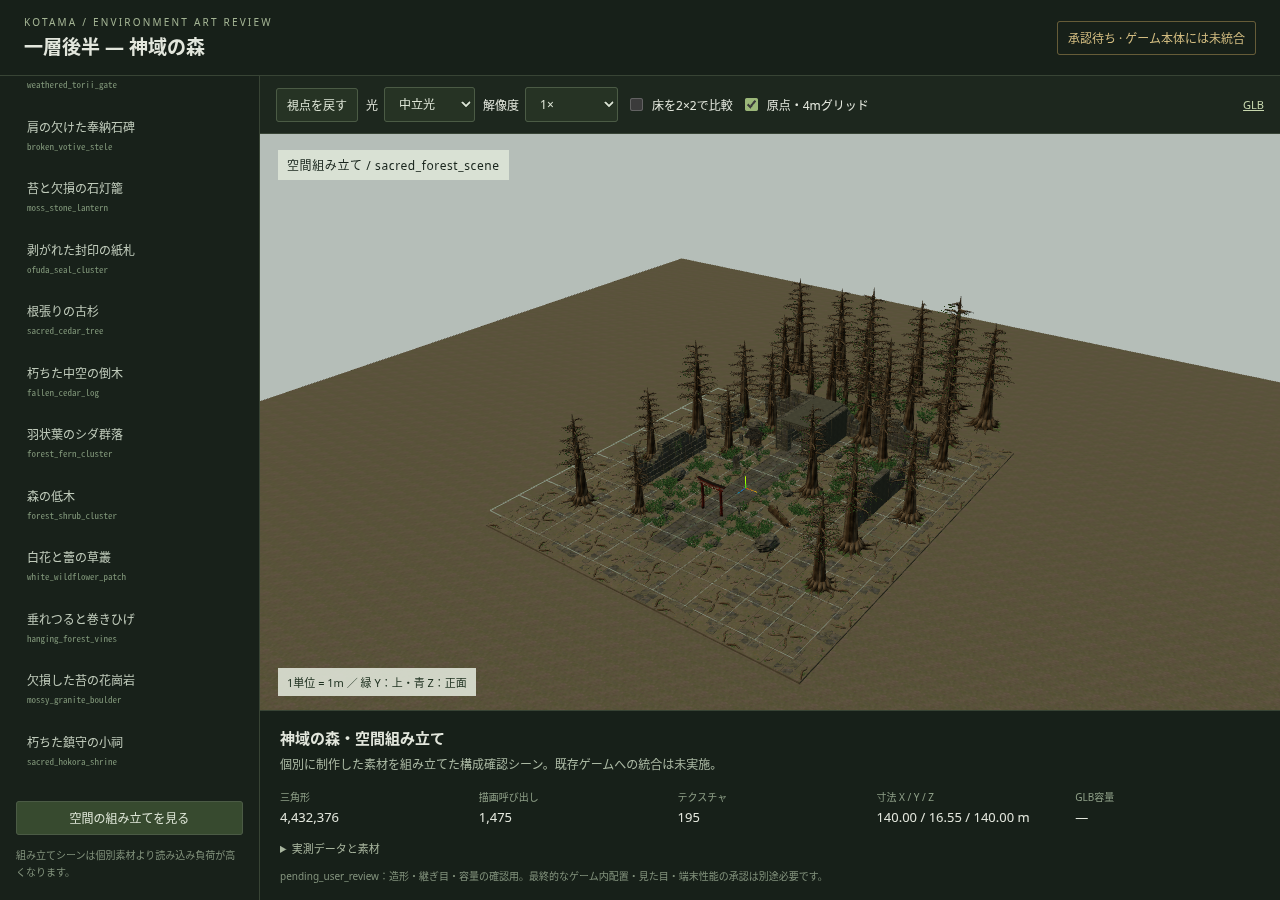 KOTAMA / ENVIRONMENT ART REVIEW
一層後半 — 神域の森
承認待ち · ゲーム本体には未統合
weathered_torii_gate
肩の欠けた奉納石碑
broken_votive_stele
苔と欠損の石灯籠
moss_stone_lantern
剥がれた封印の紙札
ofuda_seal_cluster
根張りの古杉
sacred_cedar_tree
朽ちた中空の倒木
fallen_cedar_log
羽状葉のシダ群落
forest_fern_cluster
森の低木
forest_shrub_cluster
白花と蕾の草叢
white_wildflower_patch
垂れつると巻きひげ
hanging_forest_vines
欠損した苔の花崗岩
mossy_granite_boulder
朽ちた鎮守の小祠
sacred_hokora_shrine
空間の組み立てを見る
組み立てシーンは個別素材より読み込み負荷が高
くなります。
視点を戻す 光 中立光 解像度 1× 床を2×2で比較 原点・4mグリッド GLB
空間組み立て / sacred_forest_scene
1単位 = 1m ／ 緑 Y：上・青 Z：正面
神域の森・空間組み立て
個別に制作した素材を組み立てた構成確認シーン。既存ゲームへの統合は未実施。
三角形 描画呼び出し テクスチャ 寸法 X / Y / Z GLB容量
4,432,376 1,475 195 140.00 / 16.55 / 140.00 m —
▶ 実測データと素材
pending_user_review：造形・継ぎ目・容量の確認用。最終的なゲーム内配置・見た目・端末性能の承認は別途必要です。